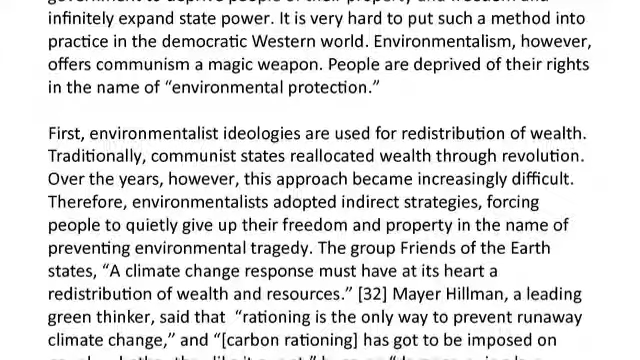 government to deprive people of their property and freedom and
infinitely expand state power. It is very hard to put such a method into
practice in the democratic Western world. Environmentalism, however,
offers communism a magic weapon. People are deprived of their rights
in the name of “environmental protection.”
First, environmentalist ideologies are used for redistribution of wealth.
Traditionally, communist states reallocated wealth through revolution.
Over the years, however, this approach became increasingly difficult.
Therefore, environmentalists adopted indirect strategies, forcing
people to quietly give up their freedom and property in the name of
preventing environmental tragedy. The group Friends of the Earth
states, “A climate change response must have at its heart a
redistribution of wealth and resources.” [32] Mayer Hillman, a leading
green thinker, said that “rationing is the only way to prevent runaway
climate change,” and “[carbon rationing] has got to be imposed on